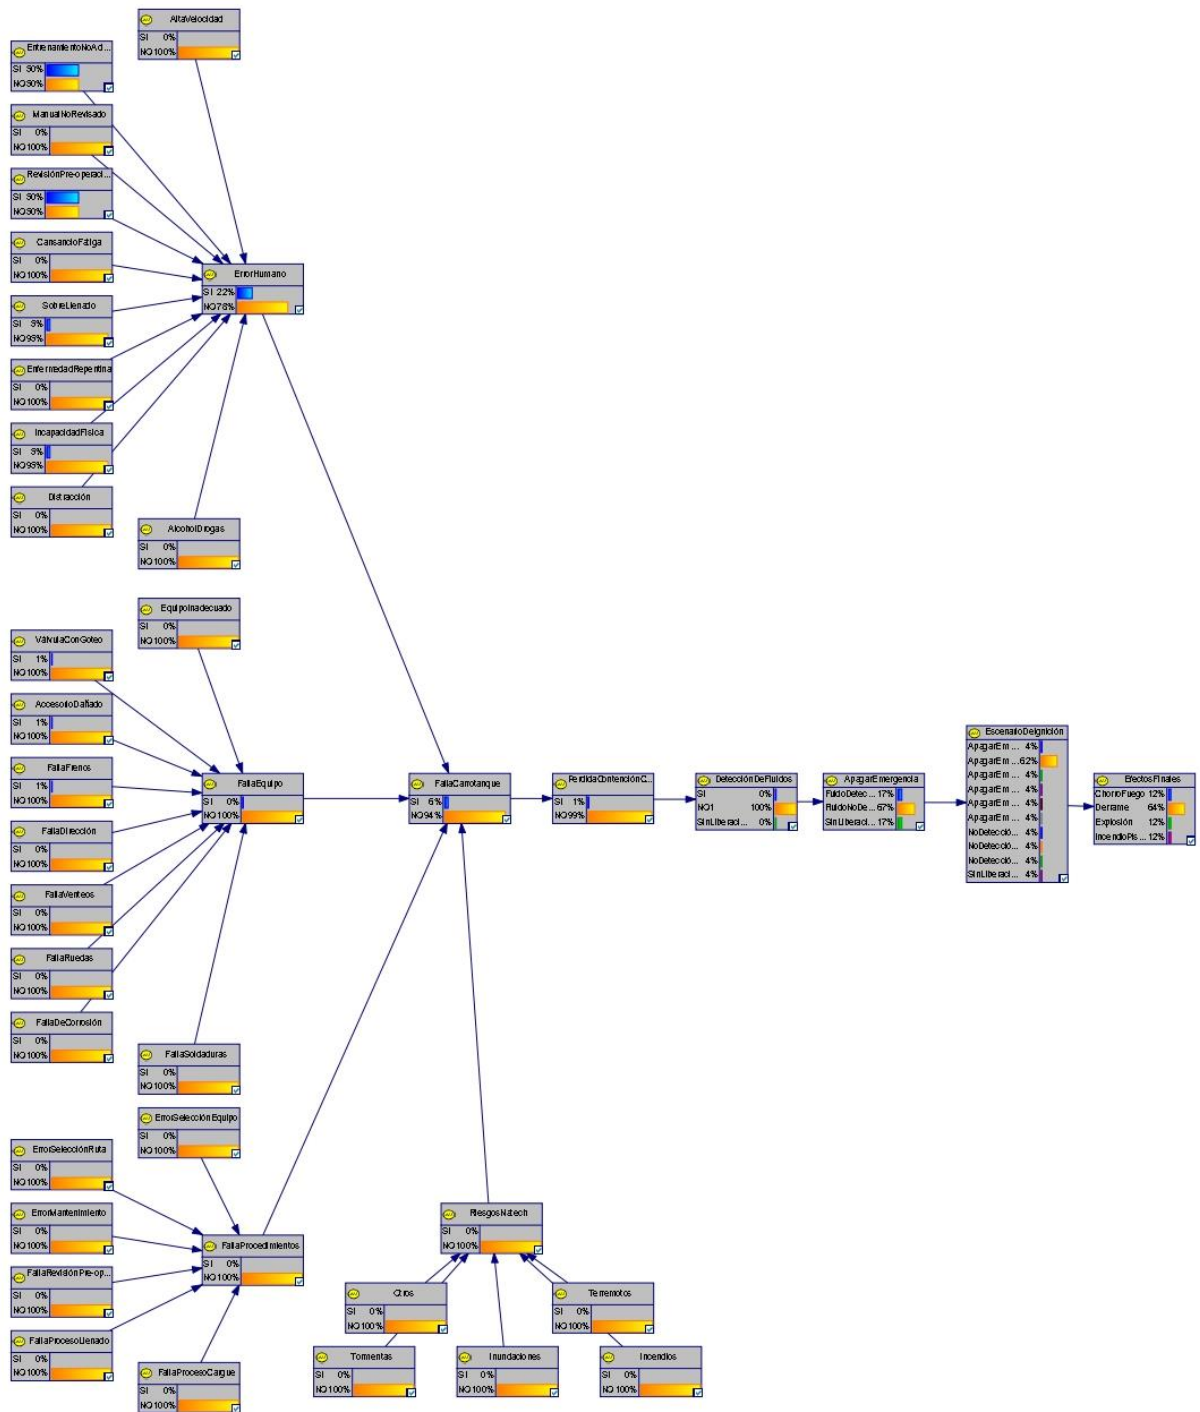 AltaVelocidad
SI 0%
NO 100%
EntrenamientoNoAd...
SI 50%
NO 50%
ManualNoRevisado
SI 0%
NO 100%
RevisiónPre-operaci...
SI 50%
NO 50%
CansancioFatiga
SI 0%
NO 100%
ErrorHumano
SI 22%
NO 78%
SobreLlenado
SI 5%
NO 95%
EnfermedadRepentina
SI 0%
NO 100%
IncapacidadFísica
SI 5%
NO 95%
Distracción
SI 0%
NO 100%
AlcoholDrogas
SI 0%
NO 100%
EquipoInadecuado
SI 0%
NO 100%
VálvulaConGoteo
SI 1%
NO 100%
AccesorioDañado
SI 1%
NO 100%
FallaFrenos
SI 1%
NO 100%
FallaEquipo
SI 0%
NO 100%
FallaCarrotanque
SI 6%
NO 94%
PerdidaContenciónC...
SI 1%
NO 99%
DetecciónDeFluidos
SI 0%
NO1 100%
SinLiberaci... 0%
ApagarEmergencia
FluidoDetec... 17%
FluidoNoDe... 67%
SinLiberaci... 17%
EscenarioDeIgnición
ApagarEm ... 4%
ApagarEm ... 62%
ApagarEm ... 4%
ApagarEm ... 4%
ApagarEm ... 4%
ApagarEm ... 4%
NoDetecció... 4%
NoDetecció... 4%
NoDetecció... 4%
SinLiberaci... 4%
EfectosFinales
ChorroFuego 12%
Derrame 64%
Explosión 12%
IncendioPis ... 12%
FallaDirección
SI 0%
NO 100%
FallaVenteos
SI 0%
NO 100%
FallaRuedas
SI 0%
NO 100%
FallaDeCorrosión
SI 0%
NO 100%
FallaSoldaduras
SI 0%
NO 100%
ErrorSelecciónEquipo
SI 0%
NO 100%
ErrorSelecciónRuta
SI 0%
NO 100%
ErrorMantenimiento
SI 0%
NO 100%
FallaProcedimientos
SI 0%
NO 100%
RiesgosNatech
SI 0%
NO 100%
FallaRevisiónPre-op...
SI 0%
NO 100%
FallaProcesoLlenado
SI 0%
NO 100%
FallaProcesoCargue
SI 0%
NO 100%
Otros
SI 0%
NO 100%
Terremotos
SI 0%
NO 100%
Tormentas
SI 0%
NO 100%
Inundaciones
SI 0%
NO 100%
Incendios
SI 0%
NO 100%